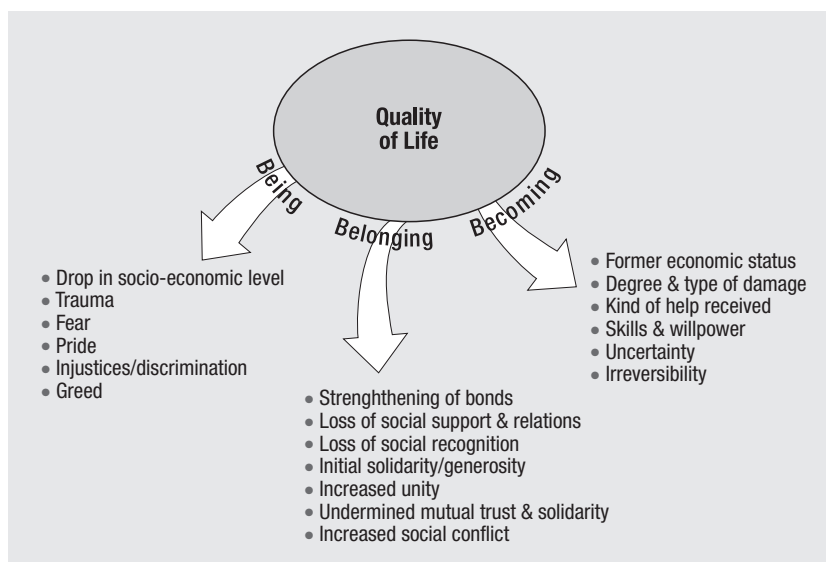 Quality
of Life
Being
Belonging
Becoming
• Drop in socio-economic level
• Trauma
• Fear
• Pride
• Injustices/discrimination
• Greed
• Strenghthening of bonds
• Loss of social support & relations
• Loss of social recognition
• Initial solidarity/generosity
• Increased unity
• Undermined mutual trust & solidarity
• Increased social conflict
• Former economic status
• Degree & type of damage
• Kind of help received
• Skills & willpower
• Uncertainty
• Irreversibility